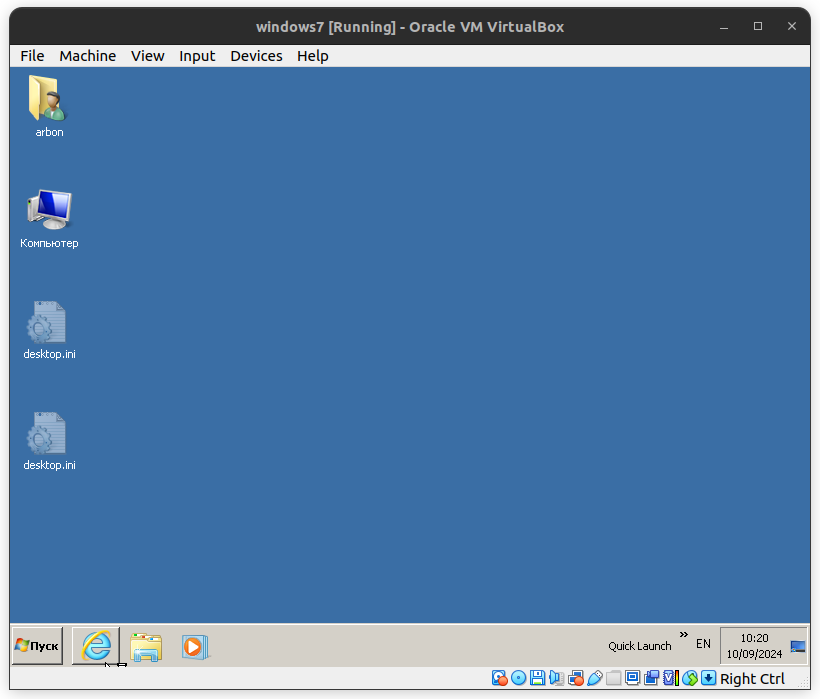 windows7 [Running] - Oracle VM VirtualBox
File Machine View Input Devices Help
arbon
Компьютер
desktop.ini
desktop.ini
Пуск
Quick Launch
»
EN
10:20
10/09/2024
Right Ctrl